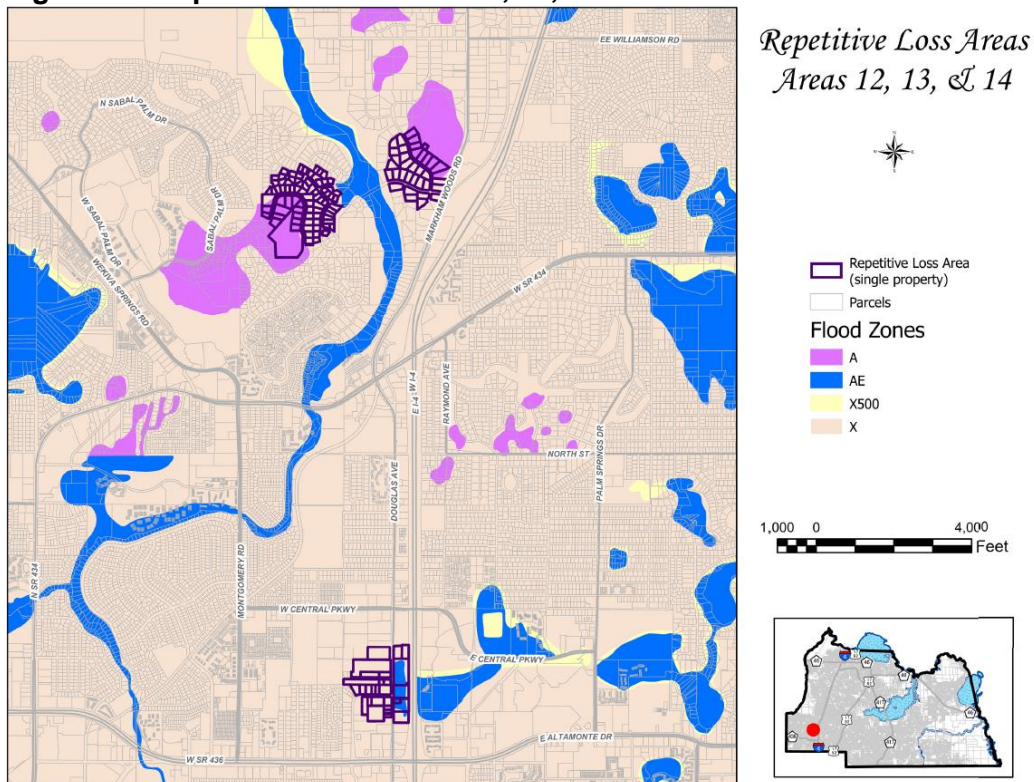 EE WILLIAMSON RD
N SABAL PALM DR
SABAL PALM DR
W SABAL PALM DR
WEKIVA SPRINGS RD
MARKHAM WOODS RD
W SR 434
E I-4
W I-4
RAYMOND AVE
NORTH ST
PALM SPRINGS DR
DOUGLAS AVE
MONTGOMERY RD
N SR 434
W CENTRAL PKWY
E CENTRAL PKWY
W SR 436
E ALTAMONTE DR
Repetitive Loss Areas
Areas 12, 13, & 14
Repetitive Loss Area
(single property)
Parcels
Flood Zones
A
AE
X500
X
1,000 0 4,000
Feet